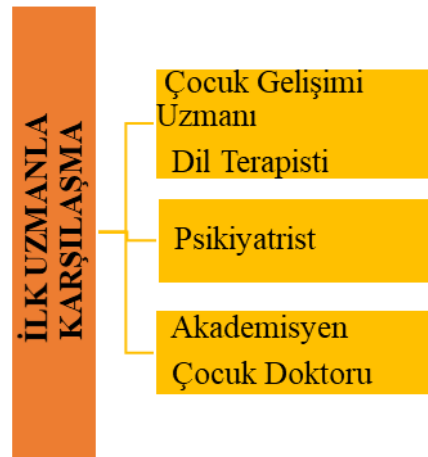 İLK UZMANLA
KARŞILAŞMA
Çocuk Gelişimi
Uzmanı
Dil Terapisti
Psikiyatrist
Akademisyen
Çocuk Doktoru